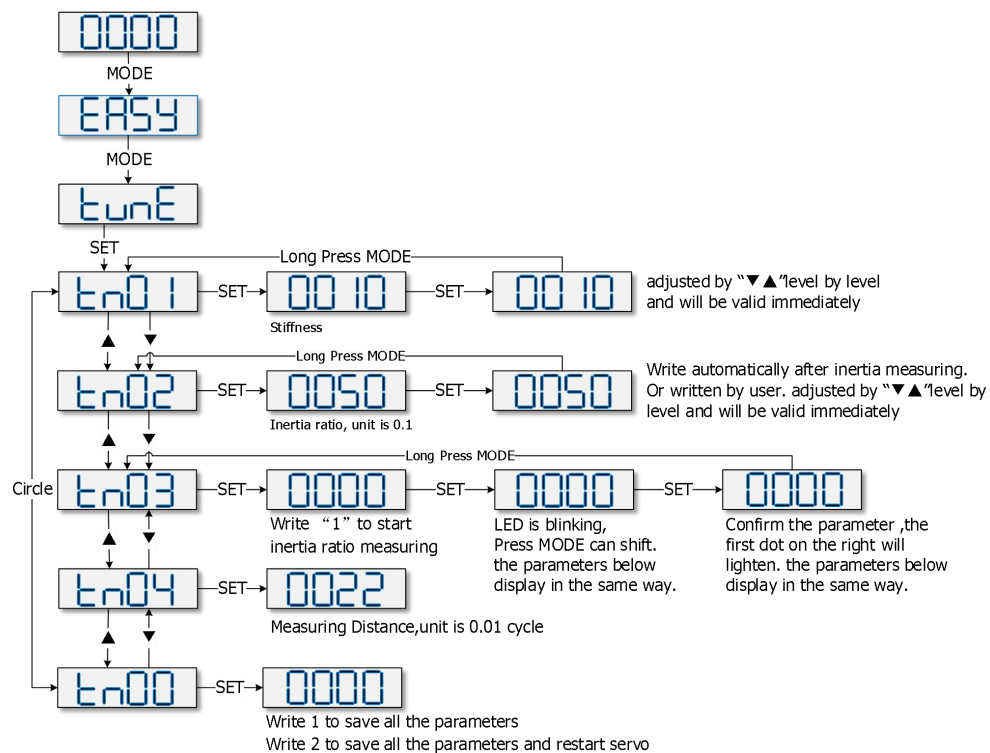 0000
MODE
EASY
MODE
tunE
SET
Long Press MODE
tn01
SET
0010
SET
0010
adjusted by “▼▲”level by level
and will be valid immediately
Stiffness
▲ ▼
Long Press MODE
tn02
SET
0050
SET
0050
Write automatically after inertia measuring.
Or written by user. adjusted by “▼▲”level by
level and will be valid immediately
Inertia ratio, unit is 0.1
▲ ▼
Long Press MODE
Circle
tn03
SET
0000
SET
0000
SET
0000
Write “1” to start
inertia ratio measuring
LED is blinking,
Press MODE can shift.
the parameters below
display in the same way.
Confirm the parameter ,the
first dot on the right will
lighten. the parameters below
display in the same way.
▲ ▼
tn04
SET
0022
Measuring Distance,unit is 0.01 cycle
▲ ▼
tn00
SET
0000
Write 1 to save all the parameters
Write 2 to save all the parameters and restart servo